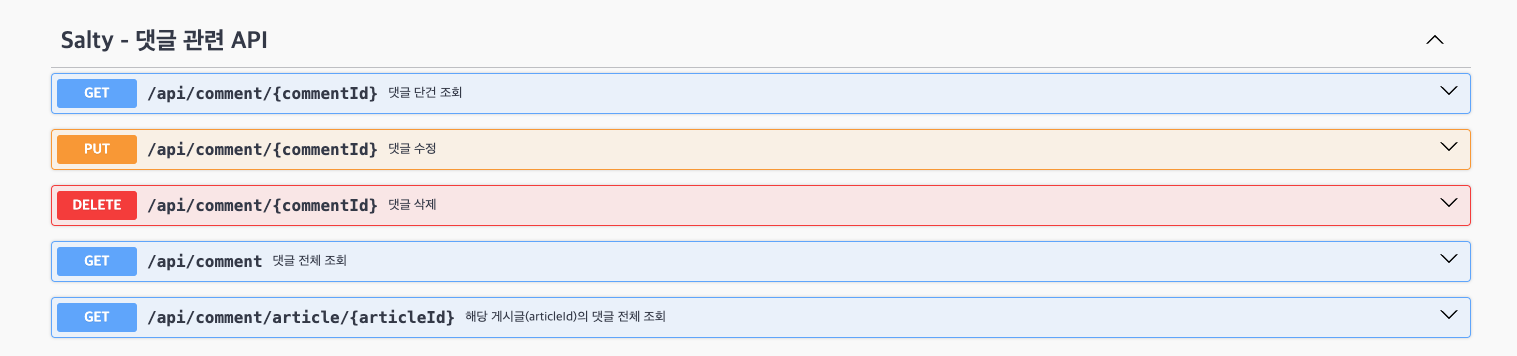 Salty - 댓글 관련 API
GET /api/comment/{commentId} 댓글 단건 조회
PUT /api/comment/{commentId} 댓글 수정
DELETE /api/comment/{commentId} 댓글 삭제
GET /api/comment 댓글 전체 조회
GET /api/comment/article/{articleId} 해당 게시글(articleId)의 댓글 전체 조회